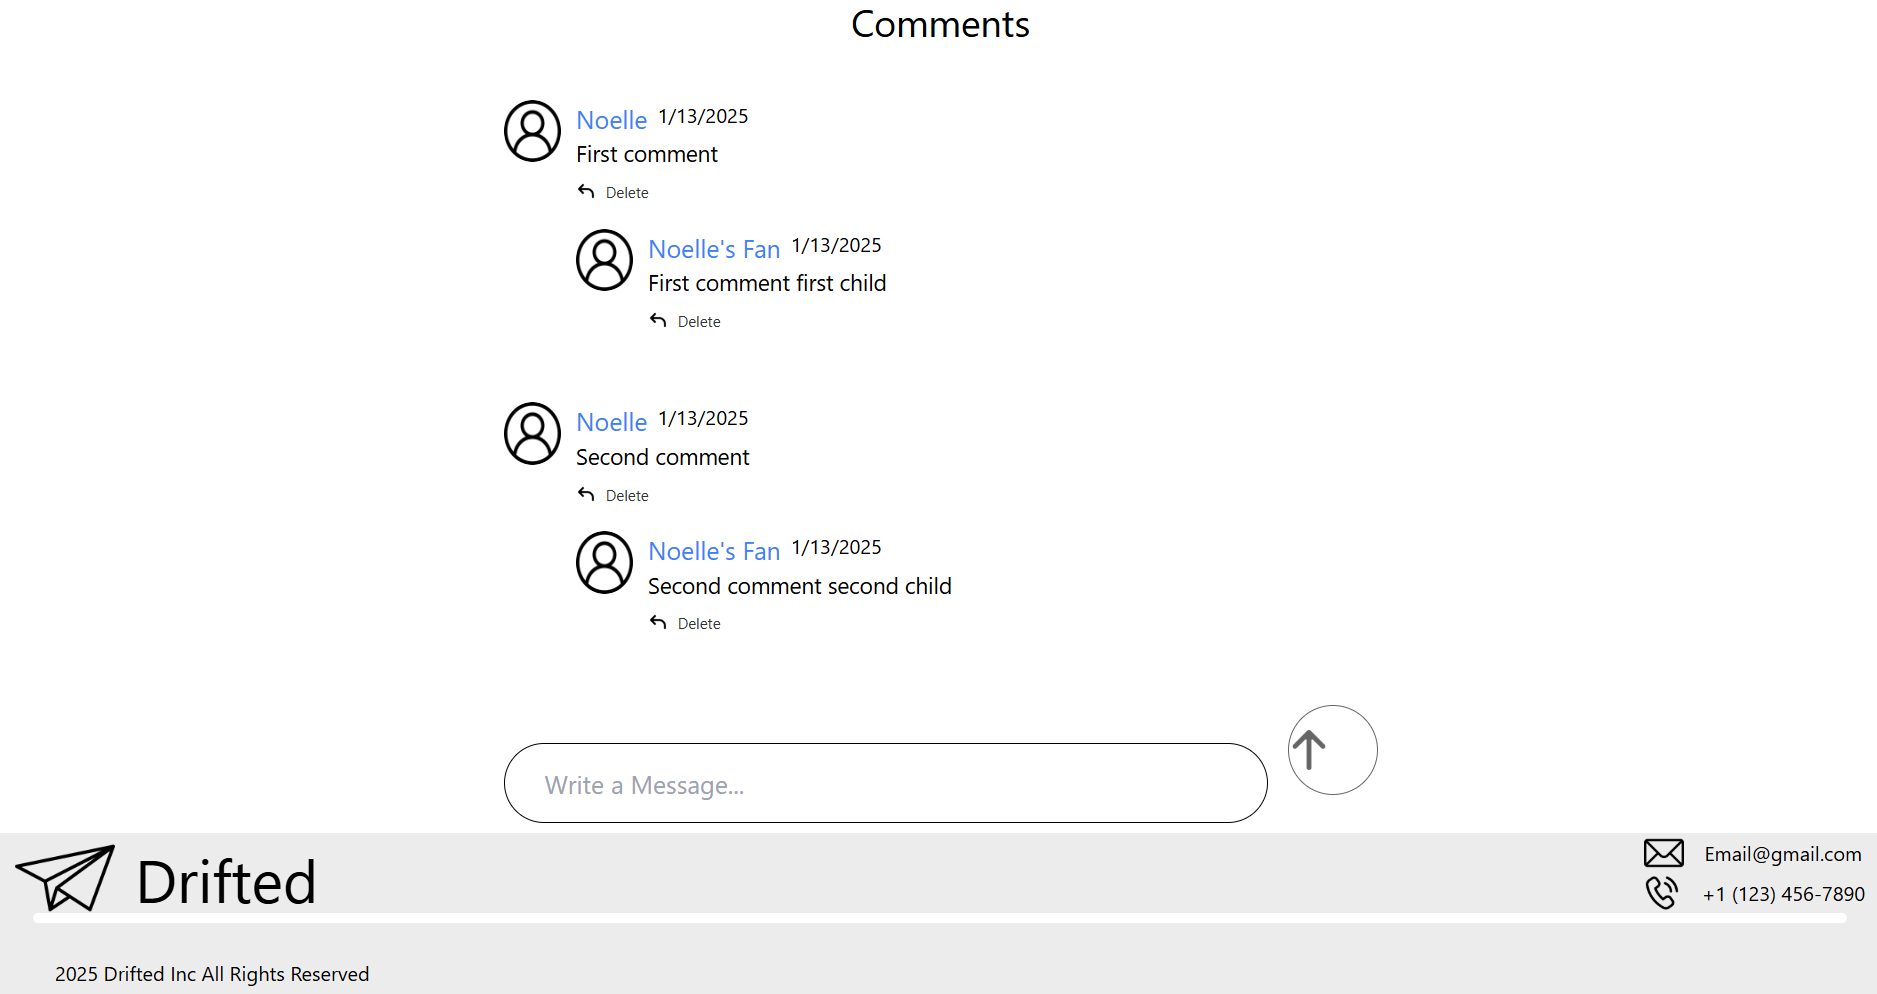 Comments
Noelle 1/13/2025
First comment
Delete
Noelle's Fan 1/13/2025
First comment first child
Delete
Noelle 1/13/2025
Second comment
Delete
Noelle's Fan 1/13/2025
Second comment second child
Delete
Write a Message...
Drifted
Email@gmail.com
+1 (123) 456-7890
2025 Drifted Inc All Rights Reserved